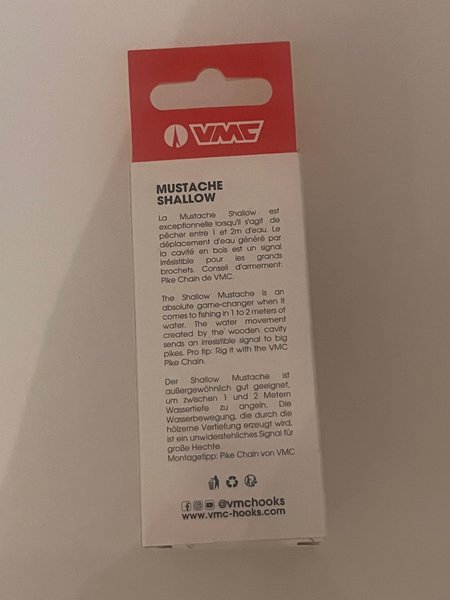 VMC
MUSTACHE
SHALLOW
La Mustache Shallow est
exceptionnelle lorsqu'il s'agit de
pêcher entre 1 et 2m d'eau. Le
déplacement d'eau généré par
la cavité en bois est un signal
irrésistible pour les grands
brochets. Conseil d'armement:
Pike Chain de VMC.
The Shallow Mustache is an
absolute game-changer when it
comes to fishing in 1 to 2 meters of
water. The water movement
created by the wooden cavity
sends an irresistible signal to big
pikes. Pro tip: Rig it with the VMC
Pike Chain.
Der Shallow Mustache ist
außergewöhnlich gut geeignet,
um zwischen 1 und 2 Metern
Wassertiefe zu angeln. Die
Wasserbewegung, die durch die
hölzerne Vertiefung erzeugt wird,
ist ein unwiderstehliches Signal für
große Hechte.
Montagetipp: Pike Chain von VMC
@vmchooks
www.vmc-hooks.com